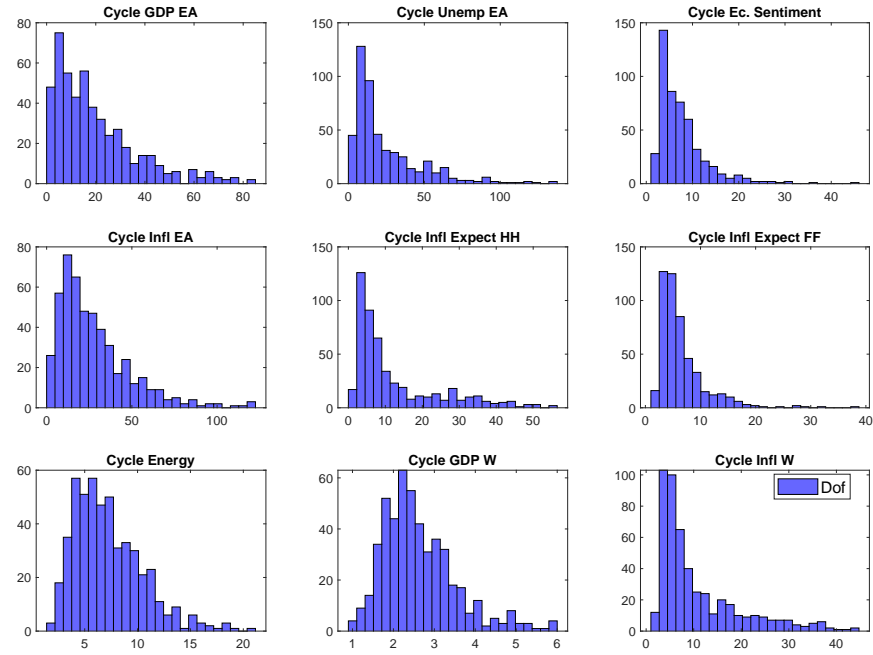 Cycle GDP EA
80
60
40
20
0
0 20 40 60 80
Cycle Unemp EA
150
100
50
0
0 50 100
Cycle Ec. Sentiment
150
100
50
0
0 10 20 30 40
Cycle Infl EA
80
60
40
20
0
0 50 100
Cycle Infl Expect HH
150
100
50
0
0 10 20 30 40 50
Cycle Infl Expect FF
150
100
50
0
0 10 20 30 40
Cycle Energy
60
40
20
0
5 10 15 20
Cycle GDP W
60
40
20
0
1 2 3 4 5 6
Cycle Infl W
100
80
60
40
20
0
0 10 20 30 40
Dof